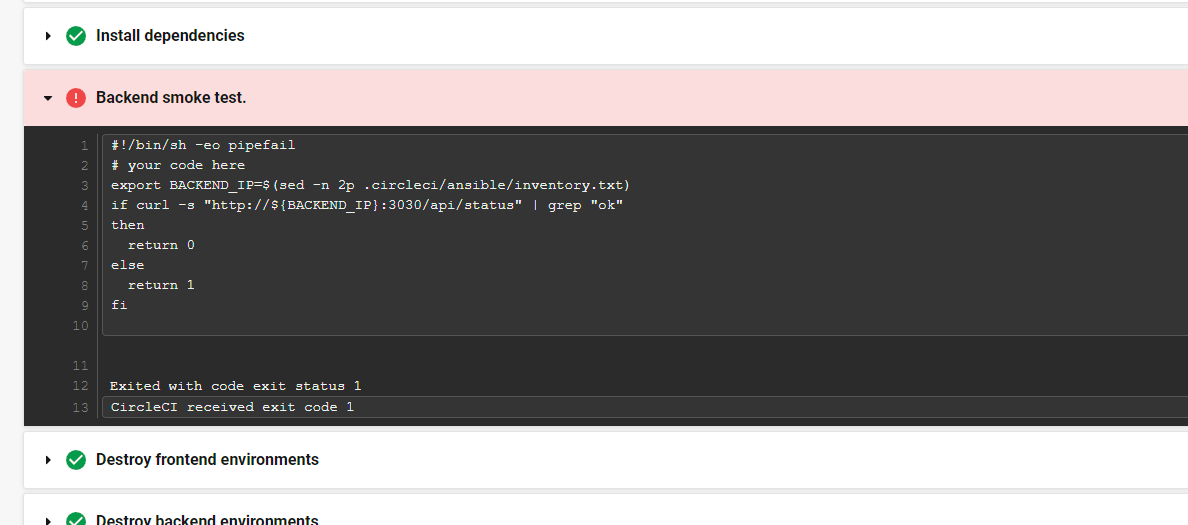 Install dependencies
! Backend smoke test.
1 #!/bin/sh -eo pipefail
2 # your code here
3 export BACKEND_IP=$(sed -n 2p .circleci/ansible/inventory.txt)
4 if curl -s "http://${BACKEND_IP}:3030/api/status" | grep "ok"
5 then
6   return 0
7 else
8   return 1
9 fi
10
11
12 Exited with code exit status 1
13 CircleCI received exit code 1
Destroy frontend environments
Destroy backend environments